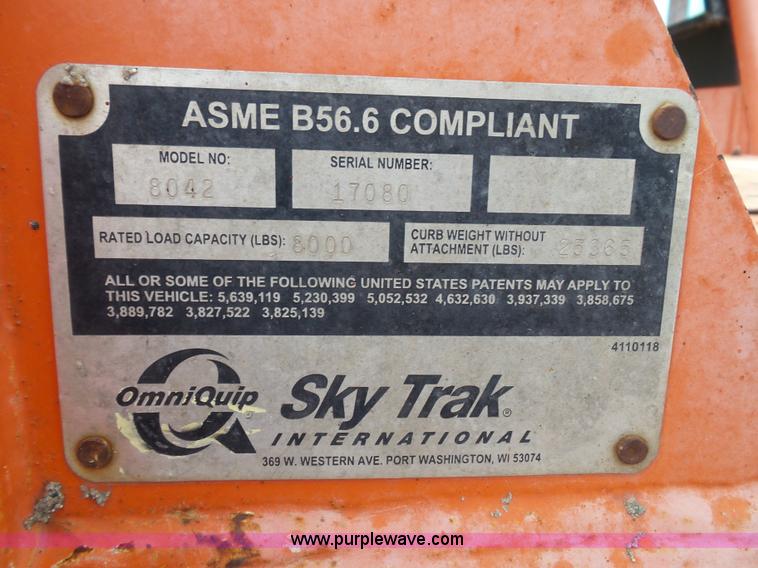 ASME B56.6 COMPLIANT
MODEL NO: 8042
SERIAL NUMBER: 17080
RATED LOAD CAPACITY (LBS): 8000
CURB WEIGHT WITHOUT
ATTACHMENT (LBS): 23365
ALL OR SOME OF THE FOLLOWING UNITED STATES PATENTS MAY APPLY TO
THIS VEHICLE: 5,639,119 5,230,399 5,052,532 4,632,630 3,937,339 3,858,675
3,889,782 3,827,522 3,825,139
4110118
OmniQuip ® Sky Trak®
INTERNATIONAL
369 W. WESTERN AVE. PORT WASHINGTON, WI 53074
www.purplewave.com